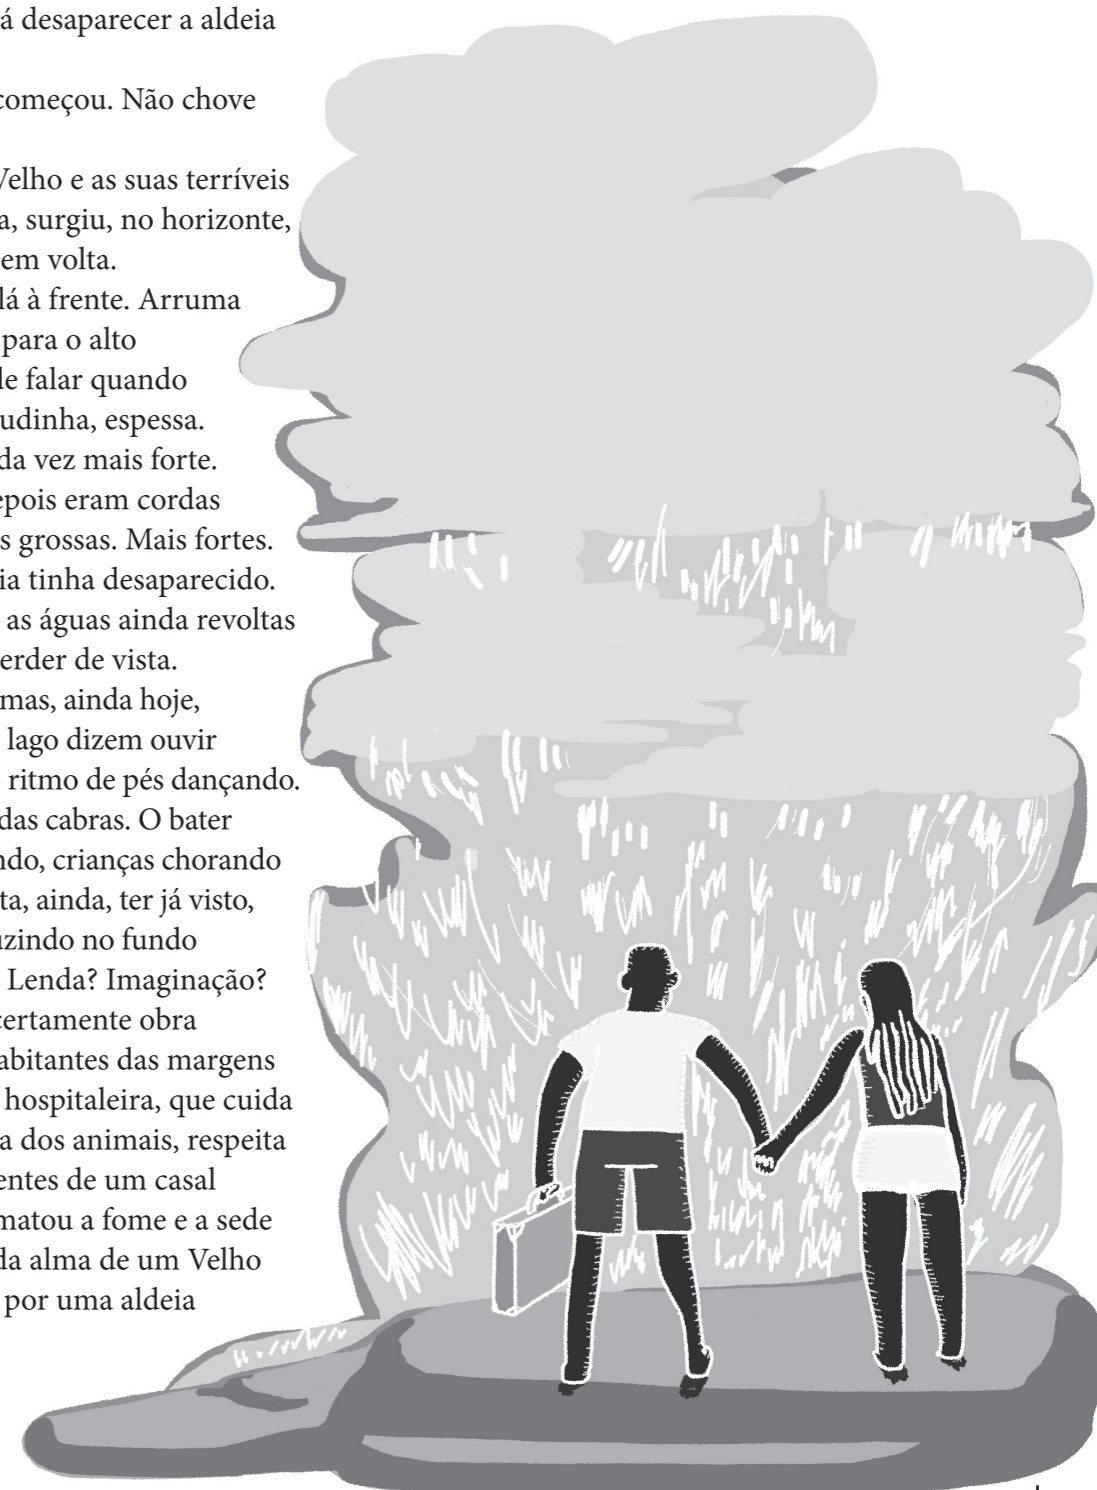 á desaparecer a aldeia
começou. Não chove
Velho e as suas terríveis
a, surgiu, no horizonte,
em volta.
lá à frente. Arruma
para o alto
de falar quando
udinha, espessa.
da vez mais forte.
epois eram cordas
s grossas. Mais fortes.
ia tinha desaparecido.
as águas ainda revoltas
erder de vista.
mas, ainda hoje,
lago dizem ouvir
ritmo de pés dançando.
das cabras. O bater
ndo, crianças chorando
ta, ainda, ter já visto,
uzindo no fundo
Lenda? Imaginação?
certamente obra
abitantes das margens
hospitaleira, que cuida
a dos animais, respeita
entes de um casal
matou a fome e a sede
da alma de um Velho
por uma aldeia